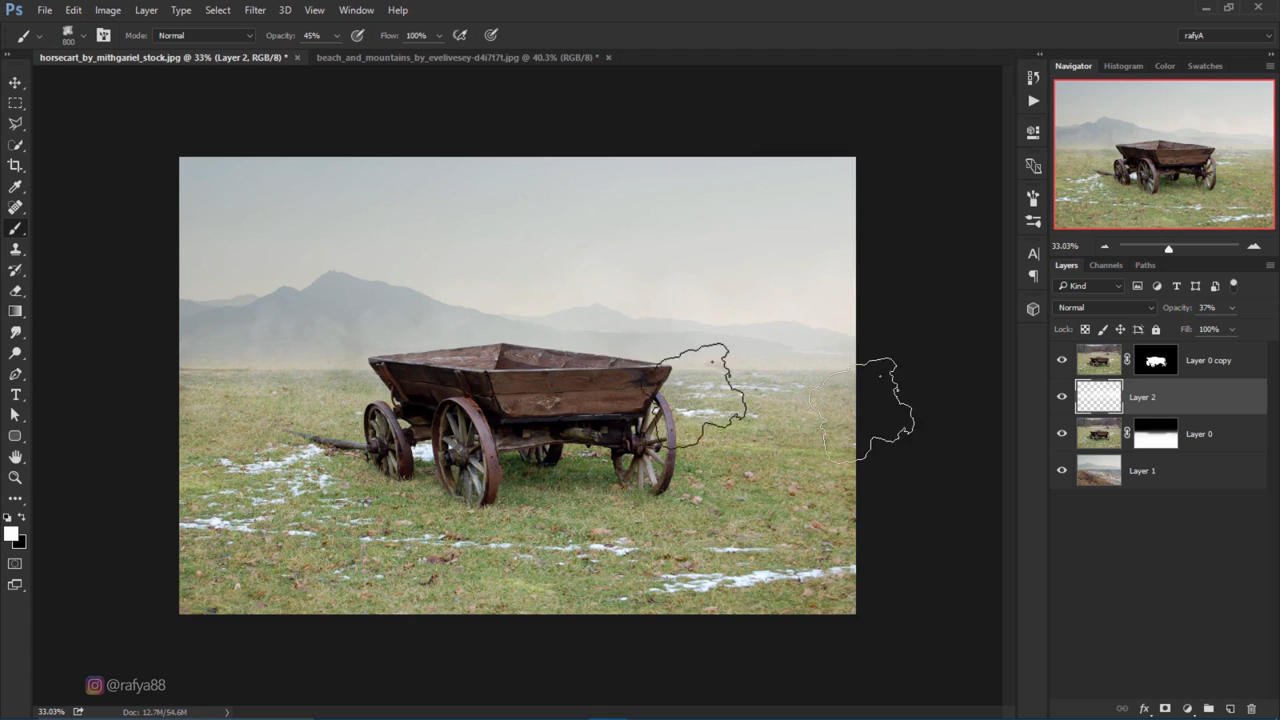 Ps File Edit Image Layer Type Select Filter 3D View Window Help
800 Mode: Normal Opacity: 45% Flow: 100% rafyA
horsecart_by_mithgariel_stock.jpg @ 33% (Layer 2, RGB/8) * × beach_and_mountains_by_evelivesey-d4i7t7t.jpg @ 40.3% (RGB/8) * ×
Navigator Histogram Color Swatches
33.03%
Layers Channels Paths
Kind
Normal Opacity: 37%
Lock: Fill: 100%
Layer 0 copy
Layer 2
Layer 0
Layer 1
@rafya88
33.03% Doc: 12.7M/54.6M